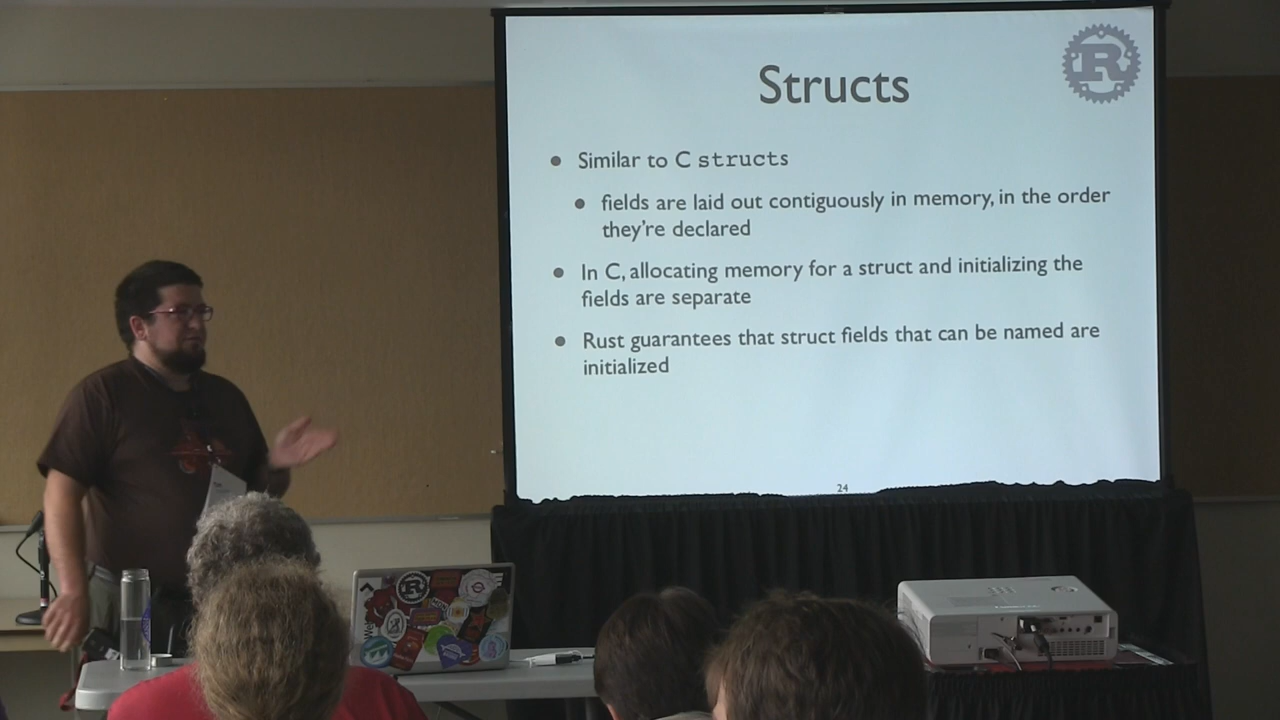 Structs
R
• Similar to C structs
• fields are laid out contiguously in memory, in the order
they're declared
• In C, allocating memory for a struct and initializing the
fields are separate
• Rust guarantees that struct fields that can be named are
initialized
24
R